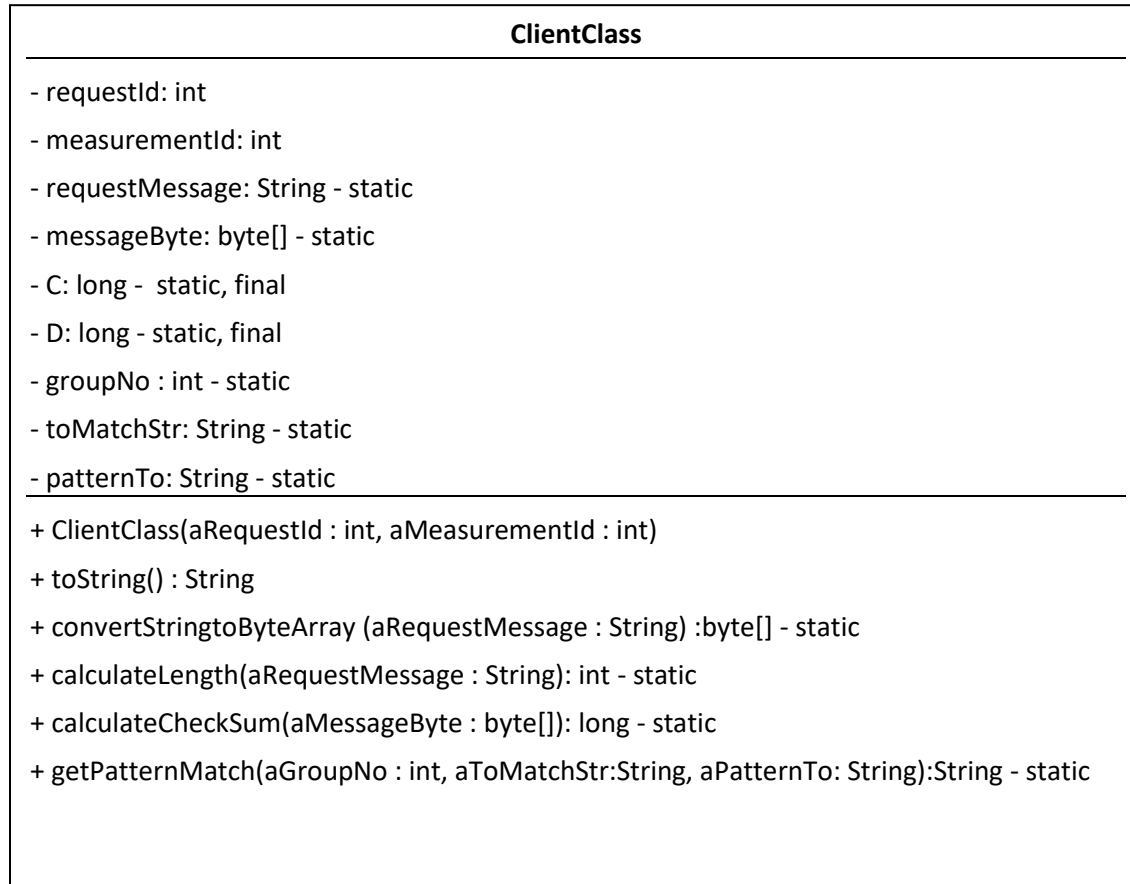 ClientClass
- requestId: int
- measurementId: int
- requestMessage: String - static
- messageByte: byte[] - static
- C: long - static, final
- D: long - static, final
- groupNo : int - static
- toMatchStr: String - static
- patternTo: String - static
+ ClientClass(aRequestId : int, aMeasurementId : int)
+ toString() : String
+ convertStringtoByteArray (aRequestMessage : String) :byte[] - static
+ calculateLength(aRequestMessage : String): int - static
+ calculateCheckSum(aMessageByte : byte[]): long - static
+ getPatternMatch(aGroupNo : int, aToMatchStr:String, aPatternTo: String):String - static